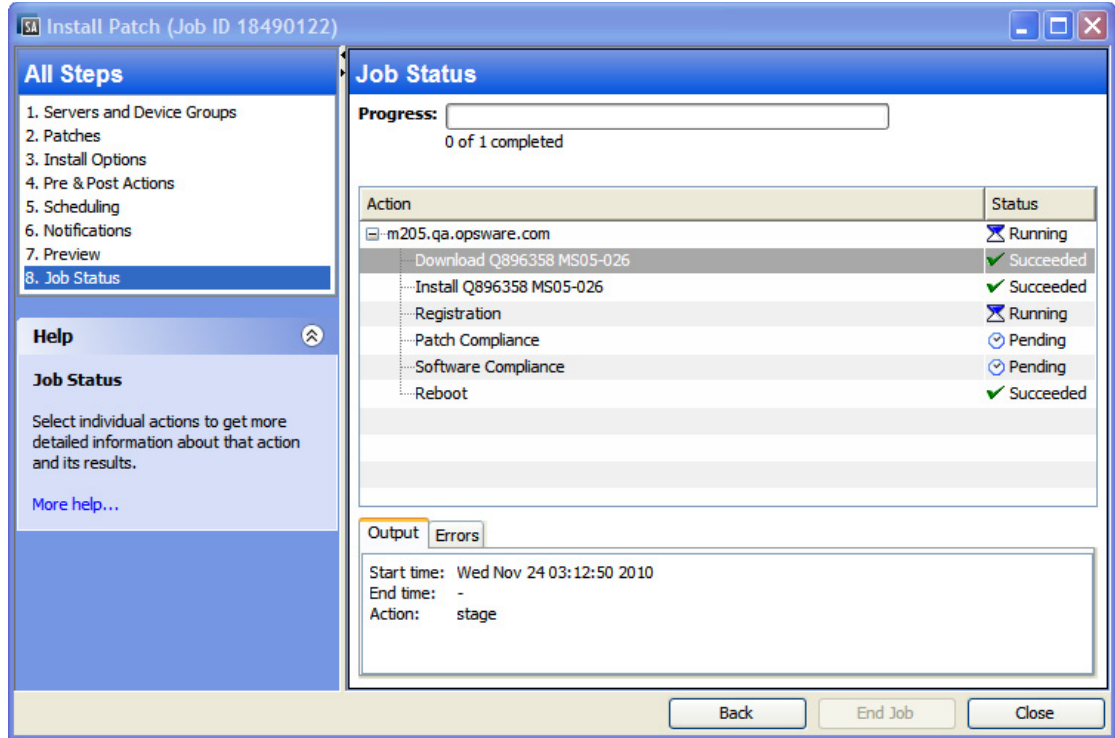 SA Install Patch (Job ID 18490122)
All Steps
1. Servers and Device Groups
2. Patches
3. Install Options
4. Pre & Post Actions
5. Scheduling
6. Notifications
7. Preview
8. Job Status
Help
Job Status
Select individual actions to get more
detailed information about that action
and its results.
More help...
Job Status
Progress:
0 of 1 completed
Action Status
m205.qa.opsware.com Running
Download Q896358 MS05-026 Succeeded
Install Q896358 MS05-026 Succeeded
Registration Running
Patch Compliance Pending
Software Compliance Pending
Reboot Succeeded
Output Errors
Start time: Wed Nov 24 03:12:50 2010
End time: -
Action: stage
Back End Job Close